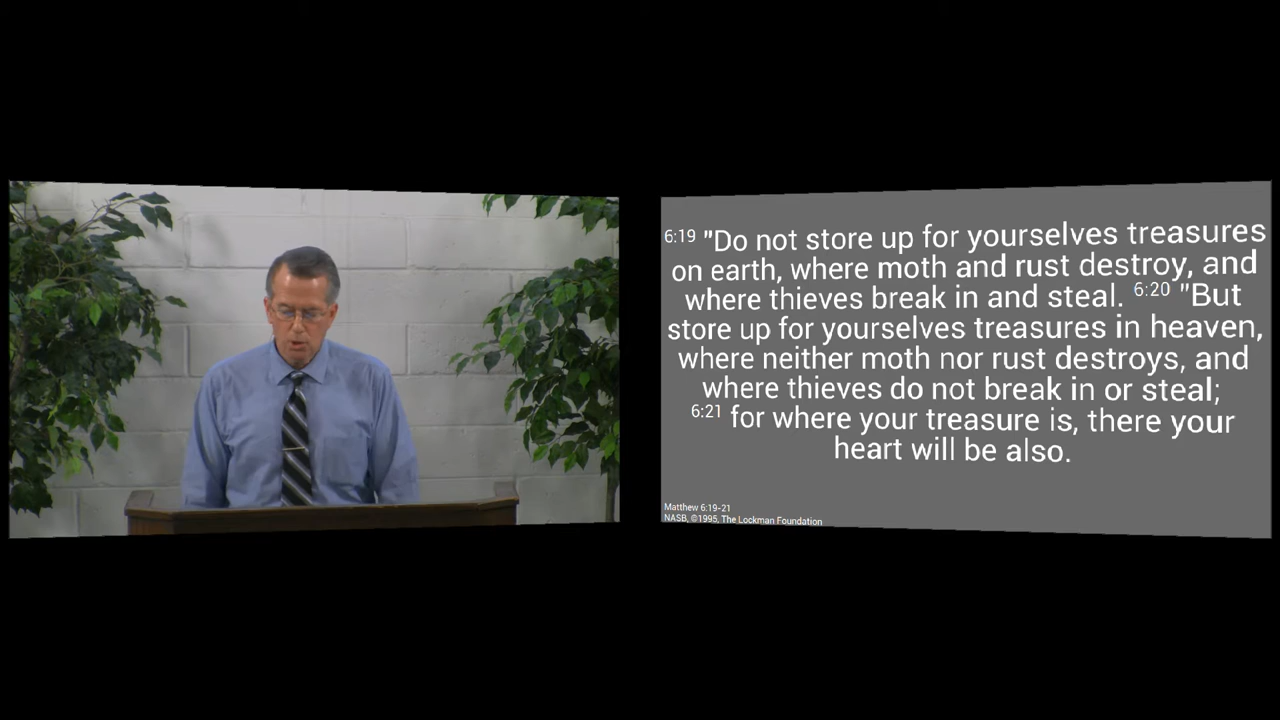 6:19 "Do not store up for yourselves treasures
on earth, where moth and rust destroy, and
where thieves break in and steal. 6:20 "But
store up for yourselves treasures in heaven,
where neither moth nor rust destroys, and
where thieves do not break in or steal;
6:21 for where your treasure is, there your
heart will be also.
Matthew 6:19-21
NASB, ©1995, The Lockman Foundation